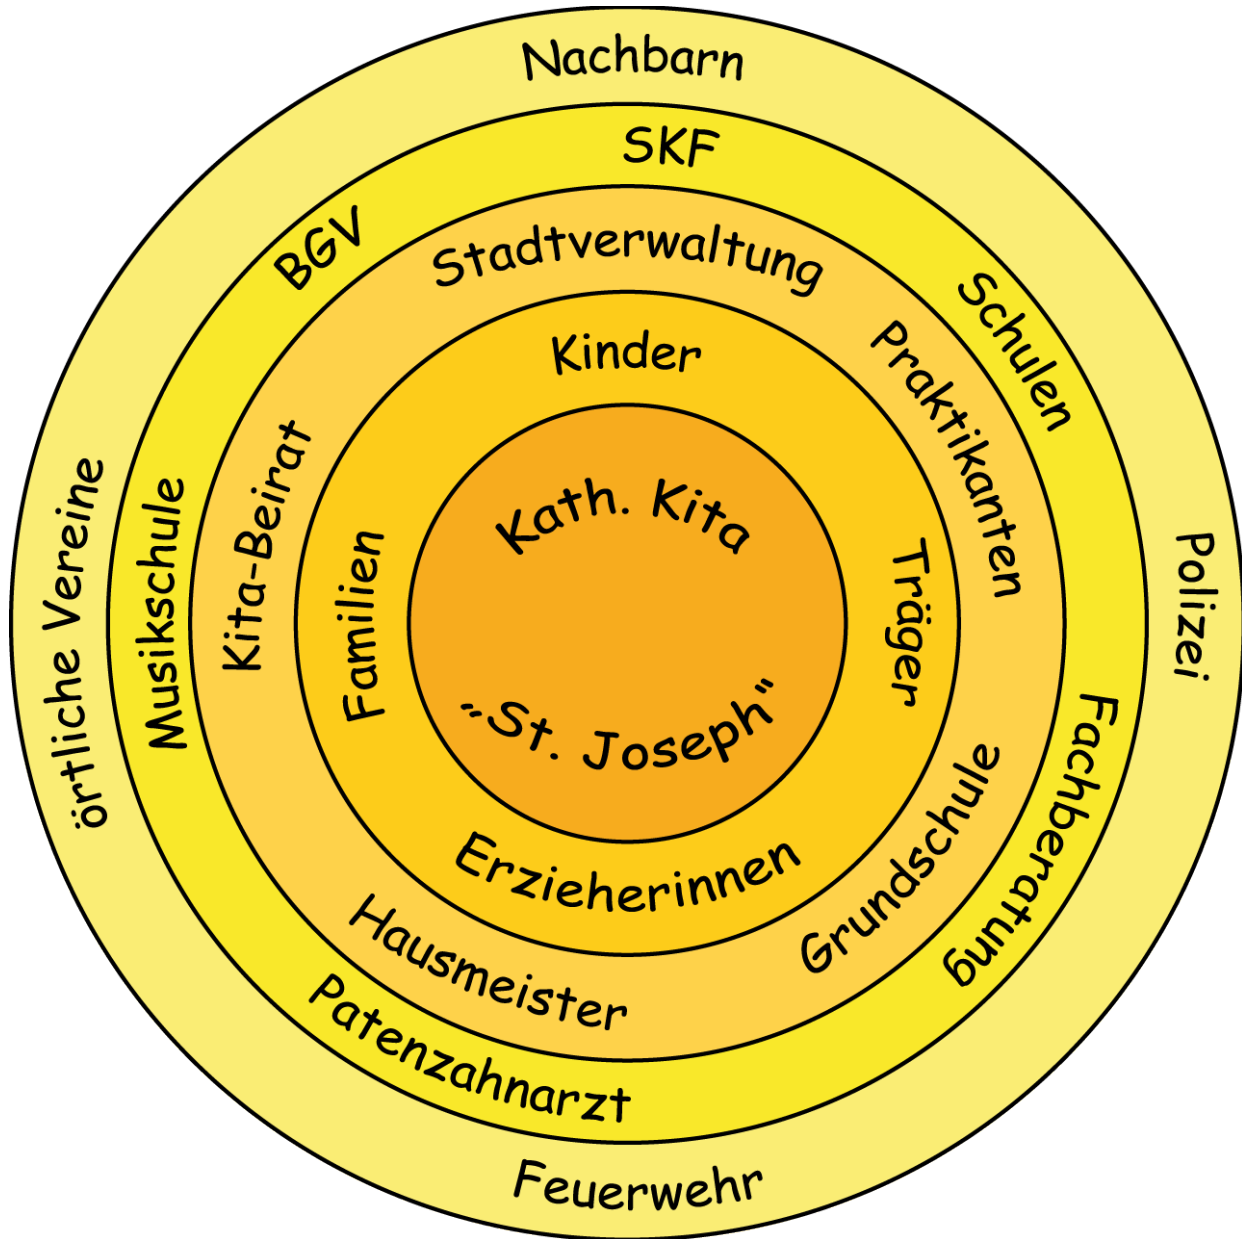 Nachbarn
Polizei
Feuerwehr
örtliche Vereine
SKF
Schulen
Fachberatung
Patenzahnarzt
Musikschule
BGV
Stadtverwaltung
Praktikanten
Grundschule
Hausmeister
Kita-Beirat
Kinder
Träger
Erzieherinnen
Familien
Kath. Kita
„St. Joseph“